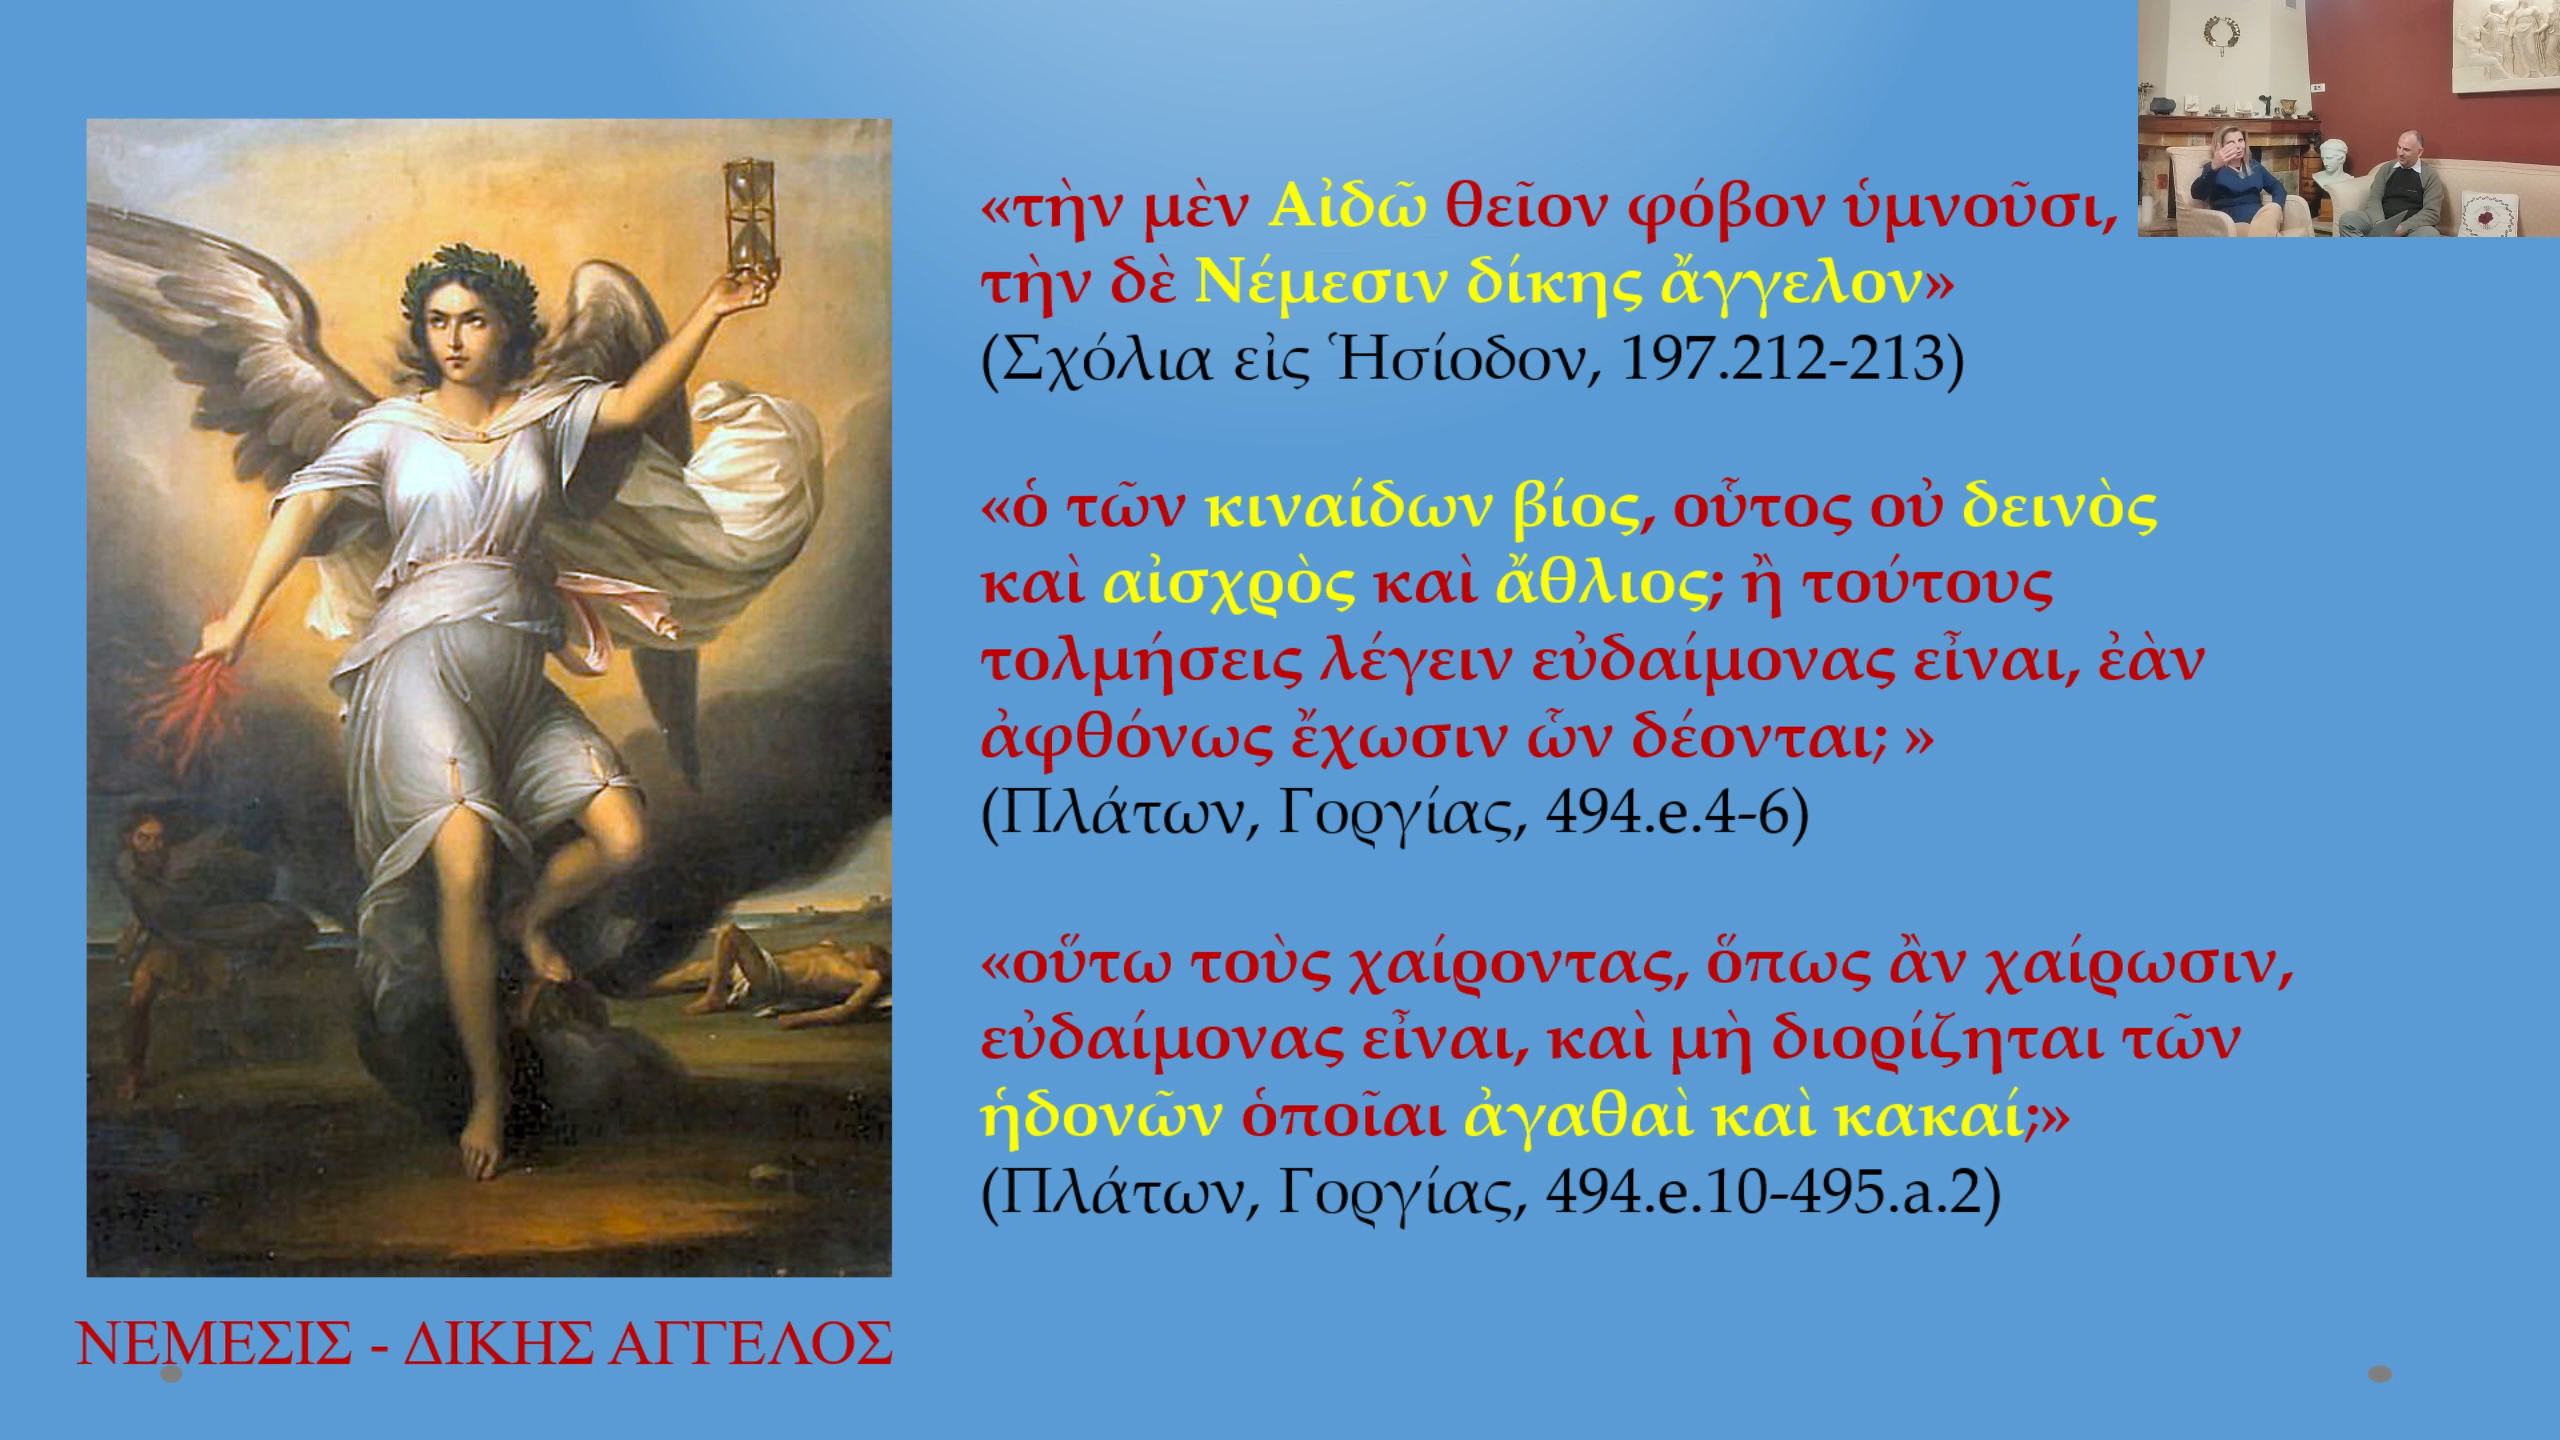 «τὴν μὲν Αἰδῶ θεῖον φόβον ὑμνοῦσι,
τὴν δὲ Νέμεσιν δίκης ἄγγελον»
(Σχόλια εἰς Ἡσίοδον, 197.212-213)
«ὁ τῶν κιναίδων βίος, οὗτος οὐ δεινὸς
καὶ αἰσχρὸς καὶ ἄθλιος; ἢ τούτους
τολμήσεις λέγειν εὐδαίμονας εἶναι, ἐὰν
ἀφθόνως ἔχωσιν ὧν δέονται; »
(Πλάτων, Γοργίας, 494.e.4-6)
«οὕτω τοὺς χαίροντας, ὅπως ἂν χαίρωσιν,
εὐδαίμονας εἶναι, καὶ μὴ διορίζηται τῶν
ἡδονῶν ὁποῖαι ἀγαθαὶ καὶ κακαί;»
(Πλάτων, Γοργίας, 494.e.10-495.a.2)
ΝΕΜΕΣΙΣ - ΔΙΚΗΣ ΑΓΓΕΛΟΣ